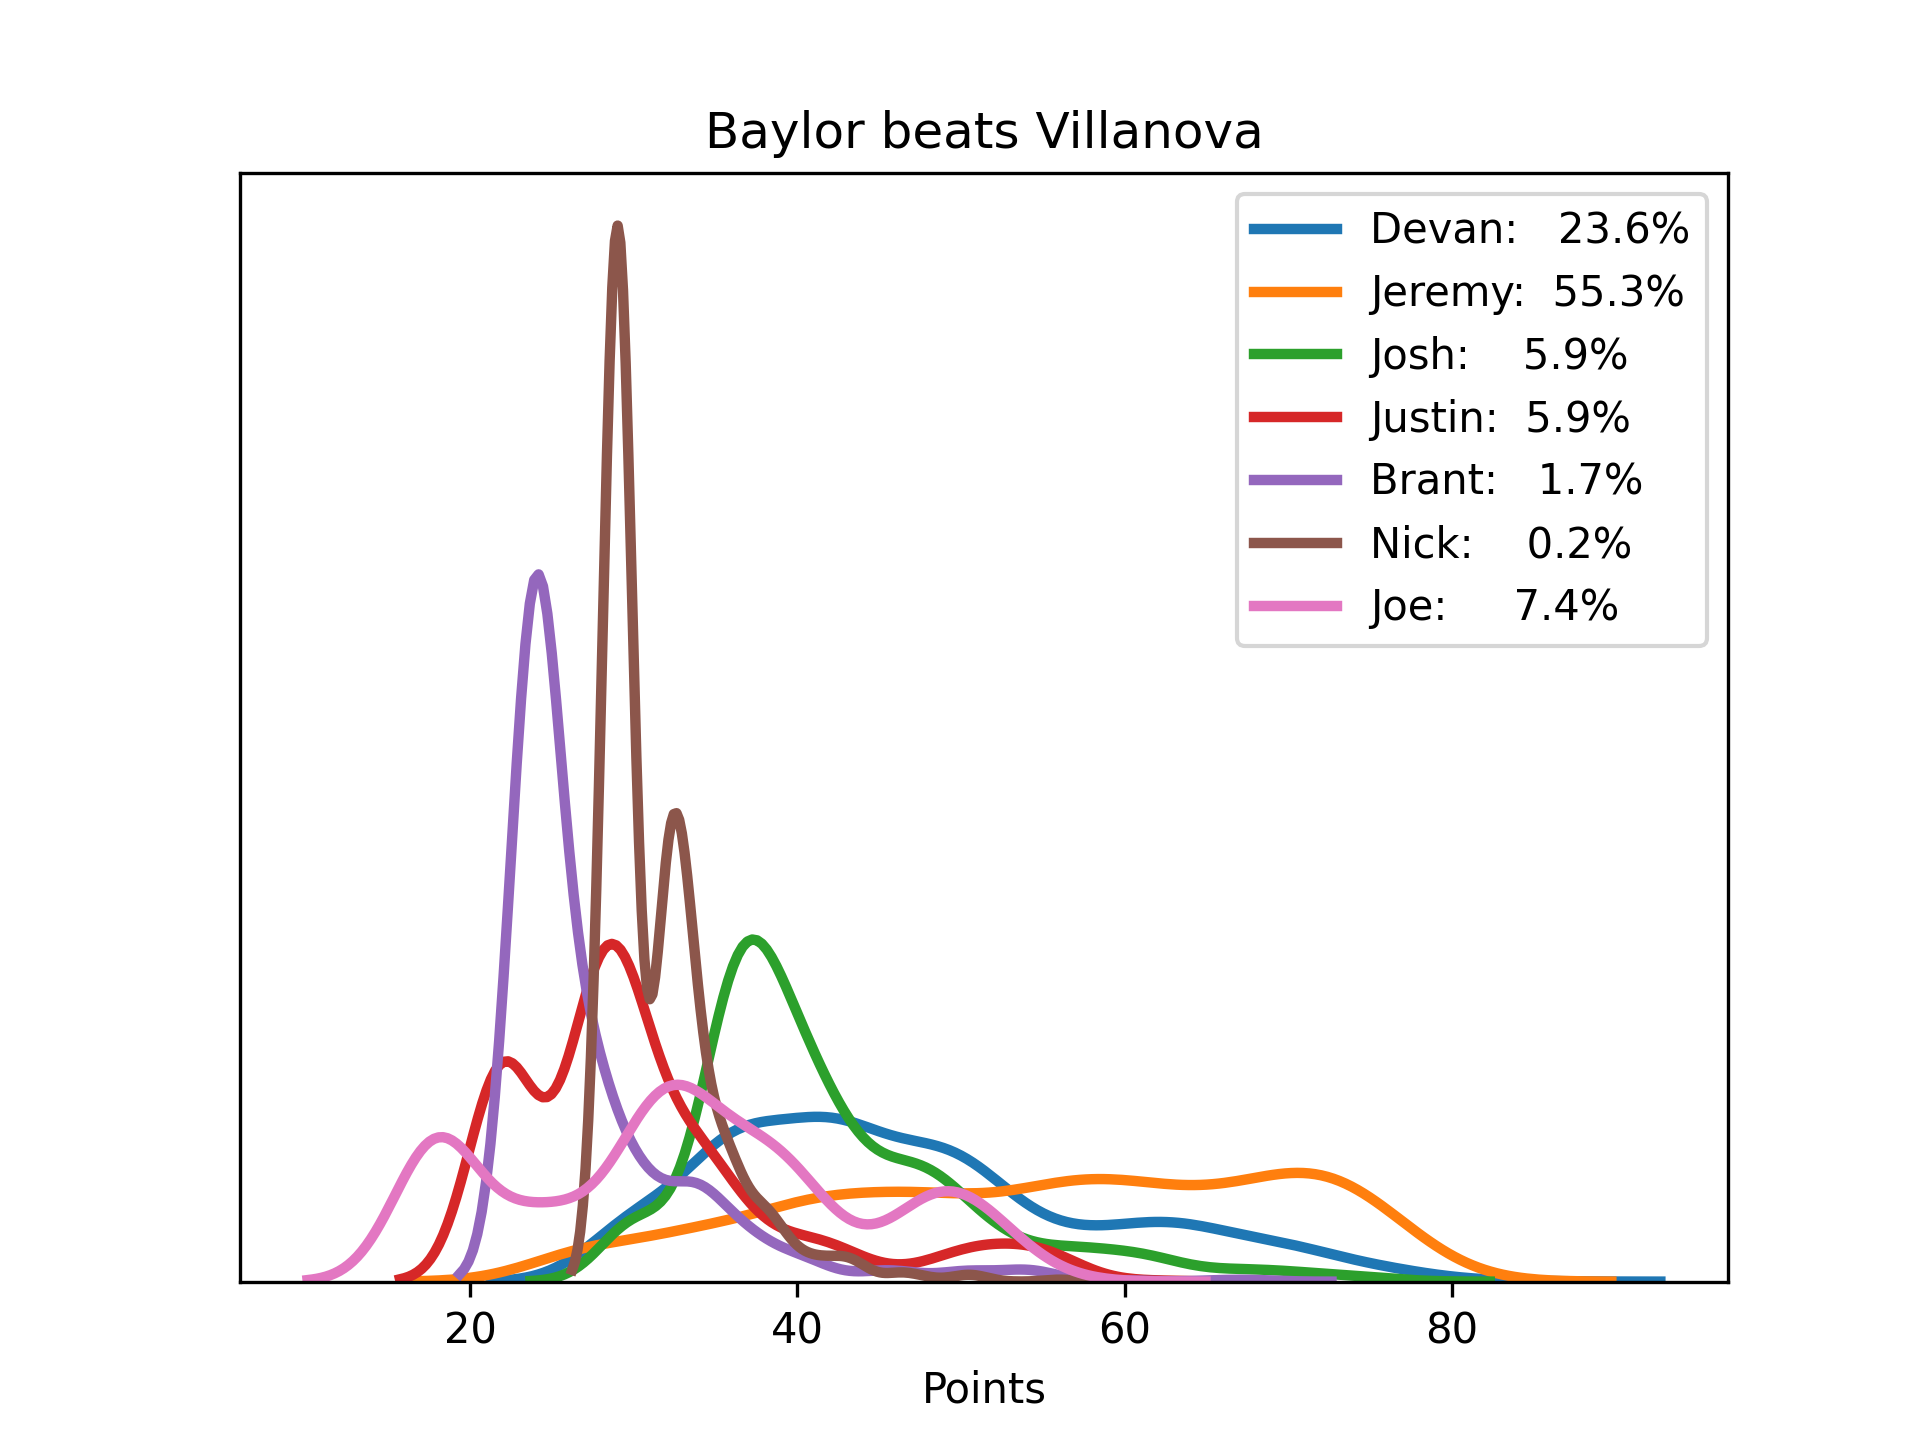 Baylor beats Villanova
Devan: 23.6%
Jeremy: 55.3%
Josh: 5.9%
Justin: 5.9%
Brant: 1.7%
Nick: 0.2%
Joe: 7.4%
20 40 60 80
Points